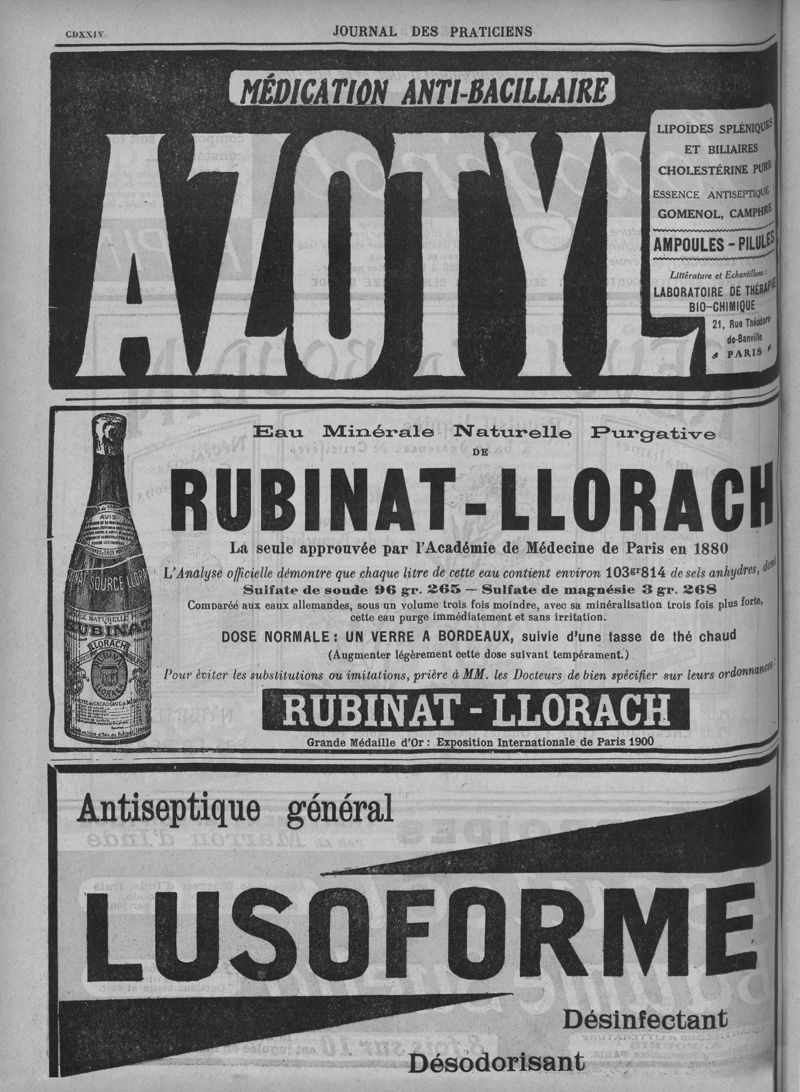 CDXXIV
JOURNAL DES PRATICIENS
MÉDICATION ANTI-BACILLAIRE
AZOTYL
LIPOÏDES SPLÉNIQUES
ET BILIAIRES
CHOLESTÉRINE PURE
ESSENCE ANTISEPTIQUE :
GOMENOL, CAMPHRE
AMPOULES - PILULES
Littérature et Echantillons :
LABORATOIRE DE THÉRAPIE
BIO-CHIMIQUE
21, Rue Théodore
de-Banville
PARIS
Eau Minérale Naturelle Purgative
DE
RUBINAT-LLORACH
La seule approuvée par l'Académie de Médecine de Paris en 1880
L'Analyse officielle démontre que chaque litre de cette eau contient environ 103gr814 de sels anhydres, dont
Sulfate de soude 96 gr. 265 — Sulfate de magnésie 3 gr. 268
Comparéé aux eaux allemandes, sous un volume trois fois moindre, avec sa minéralisation trois fois plus forte,
cette eau purge immédiatement et sans irritation.
DOSE NORMALE : UN VERRE A BORDEAUX, suivie d'une tasse de thé chaud
(Augmenter légèrement cette dose suivant tempérament.)
Pour éviter les substitutions ou imitations, prière à MM. les Docteurs de bien spécifier sur leurs ordonnances.
RUBINAT - LLORACH
Grande Médaille d'Or : Exposition Internationale de Paris 1900
AVIS
SOURCE LLORA
NATURELLE
RUBINAT
LLORACH
Antiseptique général
LUSOFORME
Désinfectant
Désodorisant